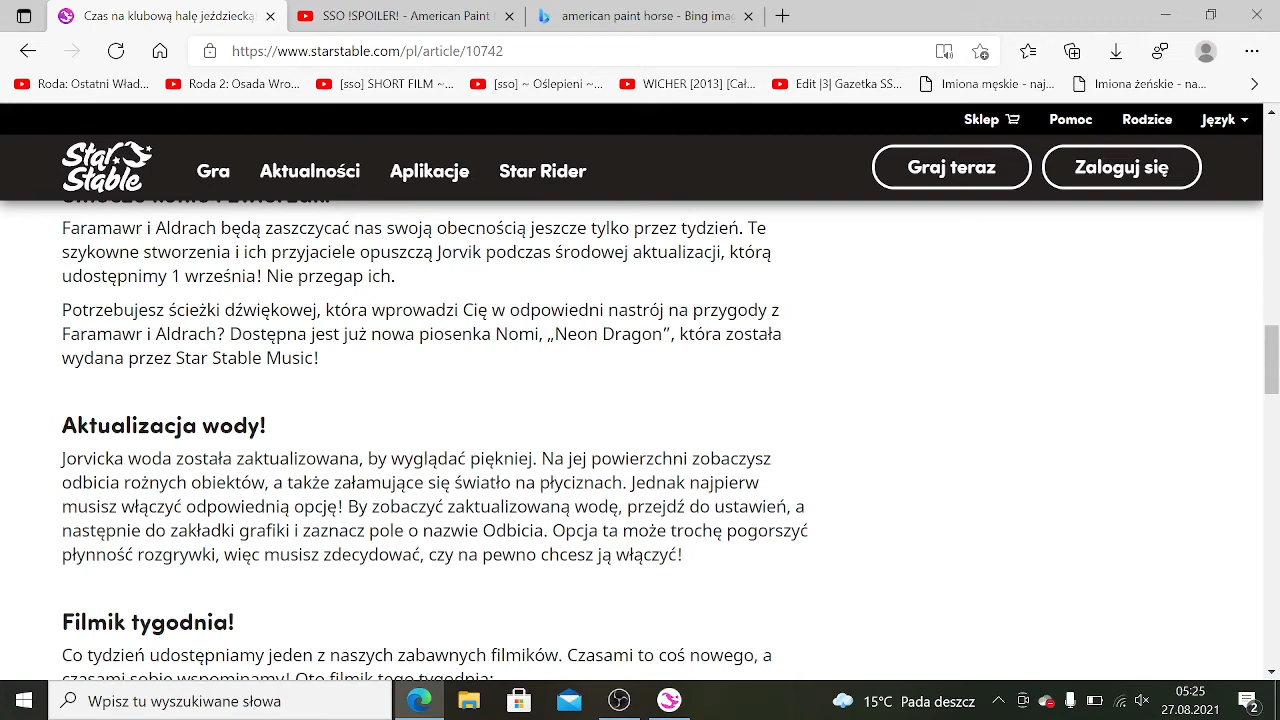 Czas na klubową halę jeździecką
SSO !SPOILER! - American Paint
american paint horse - Bing imag
https://www.starstable.com/pl/article/10742
Roda: Ostatni Wład...
Roda 2: Osada Wro...
[sso] SHORT FILM ~...
[sso] ~ Oślepieni ~...
WICHER [2013] [Cał...
Edit |3| Gazetka SS...
Imiona męskie - naj...
Imiona żeńskie - na...
Sklep
Pomoc
Rodzice
Język
Star Stable
Gra
Aktualności
Aplikacje
Star Rider
Graj teraz
Zaloguj się
Faramawr i Aldrach będą zaszczycać nas swoją obecnością jeszcze tylko przez tydzień. Te
szykowne stworzenia i ich przyjaciele opuszczą Jorvik podczas środowej aktualizacji, którą
udostępnimy 1 września! Nie przegap ich.
Potrzebujesz ścieżki dźwiękowej, która wprowadzi Cię w odpowiedni nastrój na przygody z
Faramawr i Aldrach? Dostępna jest już nowa piosenka Nomi, „Neon Dragon”, która została
wydana przez Star Stable Music!
Aktualizacja wody!
Jorvicka woda została zaktualizowana, by wyglądać piękniej. Na jej powierzchni zobaczysz
odbicia rożnych obiektów, a także załamujące się światło na płyciznach. Jednak najpierw
musisz włączyć odpowiednią opcję! By zobaczyć zaktualizowaną wodę, przejdź do ustawień, a
następnie do zakładki grafiki i zaznacz pole o nazwie Odbicia. Opcja ta może trochę pogorszyć
płynność rozgrywki, więc musisz zdecydować, czy na pewno chcesz ją włączyć!
Filmik tygodnia!
Co tydzień udostępniamy jeden z naszych zabawnych filmików. Czasami to coś nowego, a
czasami sobie wspominamy! Oto filmik tego tygodnia:
Wpisz tu wyszukiwane słowa
15°C Pada deszcz
05:25
27.08.2021
2